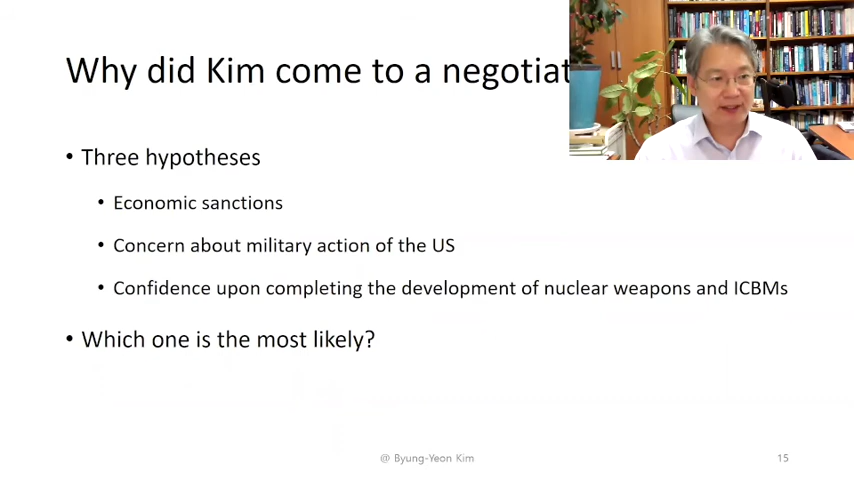 Why did Kim come to a negotiat
• Three hypotheses
• Economic sanctions
• Concern about military action of the US
• Confidence upon completing the development of nuclear weapons and ICBMs
• Which one is the most likely?
@ Byung-Yeon Kim
15